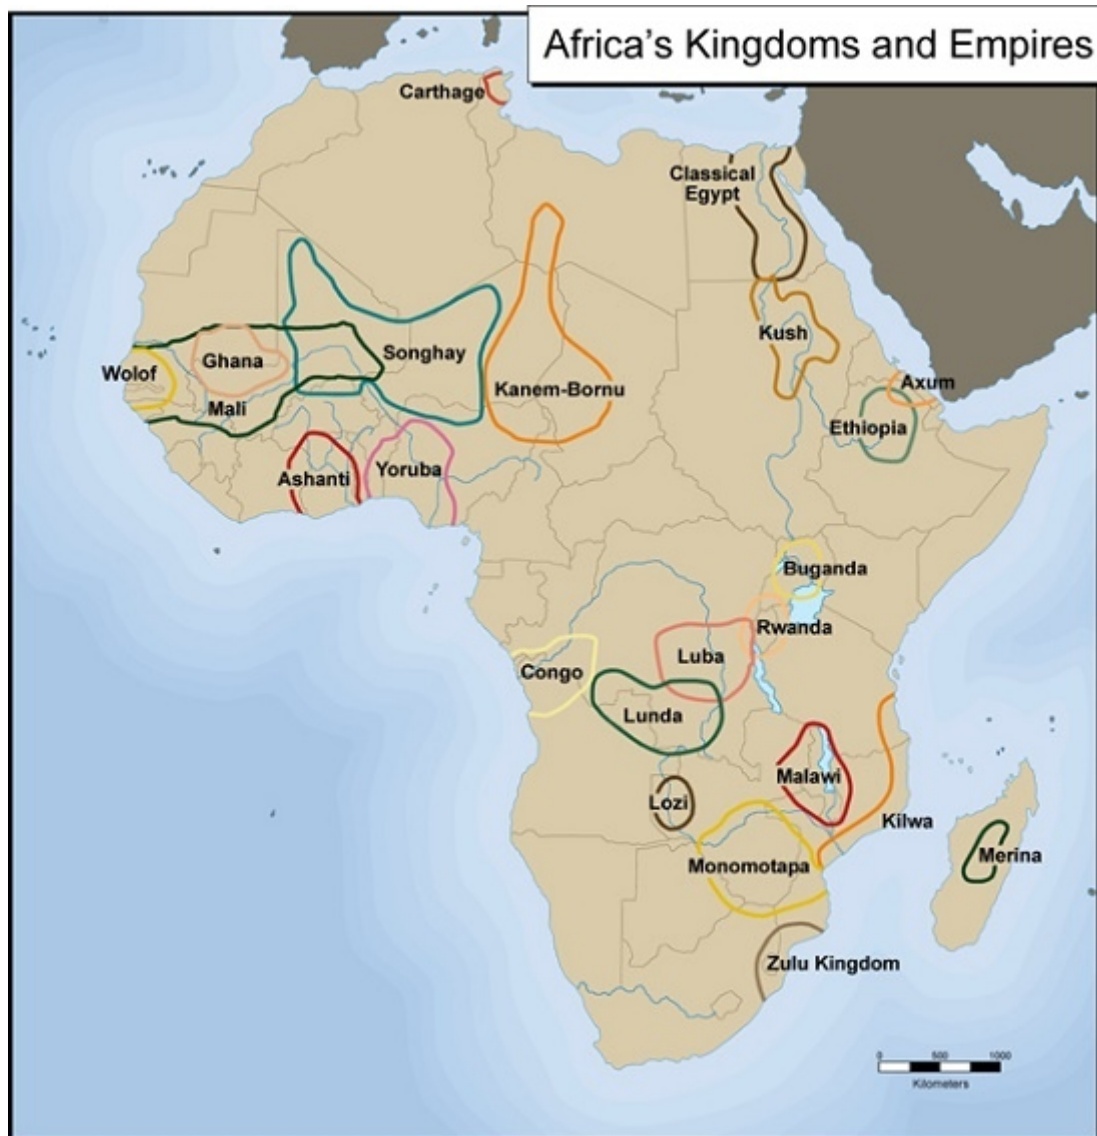 Africa's Kingdoms and Empires
Carthage
Classical
Egypt
Kush
Songhay
Ghana
Wolof
Mali
Kanem-Bornu
Axum
Ethiopia
Yoruba
Ashanti
Buganda
Rwanda
Luba
Congo
Lunda
Malawi
Lozi
Kilwa
Merina
Monomotapa
Zulu Kingdom
0 500 1000
Kilometers